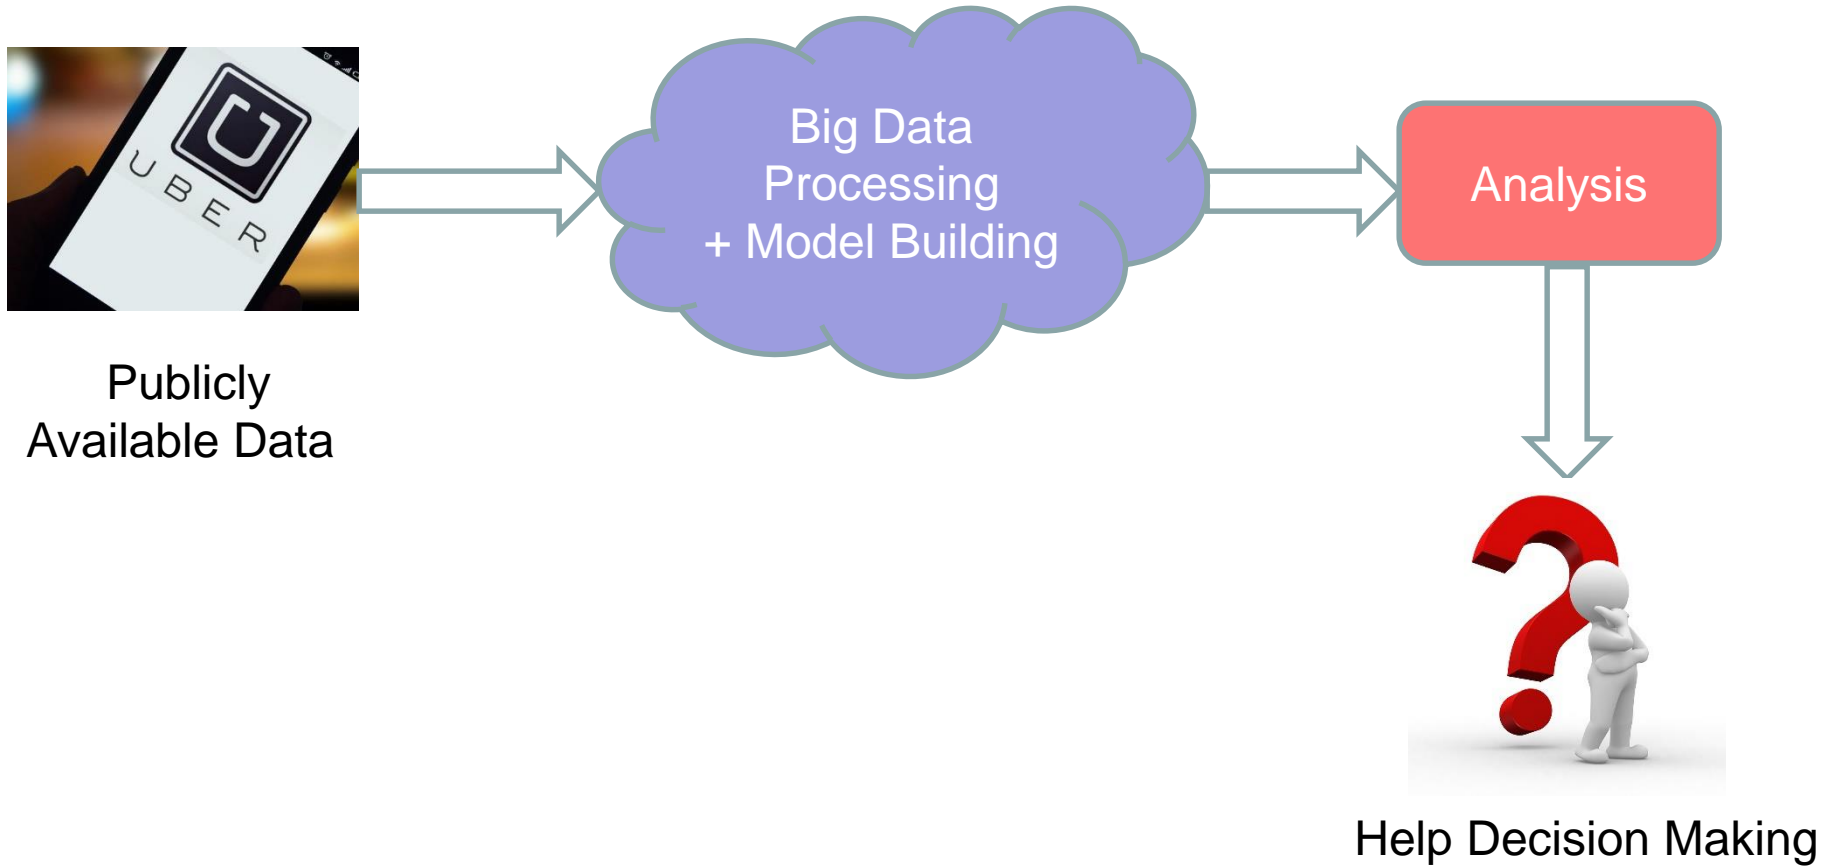 UBER
Publicly
Available Data
Big Data
Processing
+ Model Building
Analysis
Help Decision Making